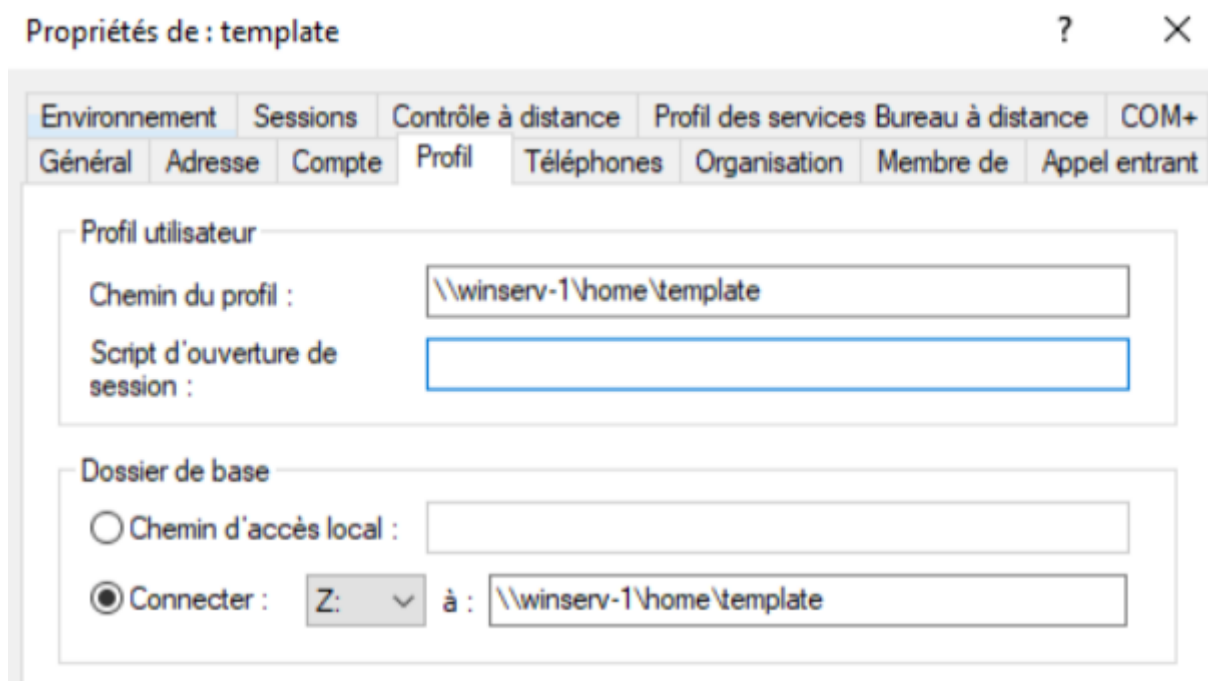 Propriétés de : template ? ×
Environnement Sessions Contrôle à distance Profil des services Bureau à distance COM+
Général Adresse Compte Profil Téléphones Organisation Membre de Appel entrant
Profil utilisateur
Chemin du profil : \\winserv-1\home\template
Script d'ouverture de
session :
Dossier de base
Chemin d'accès local :
Connecter : Z: à : \\winserv-1\home\template